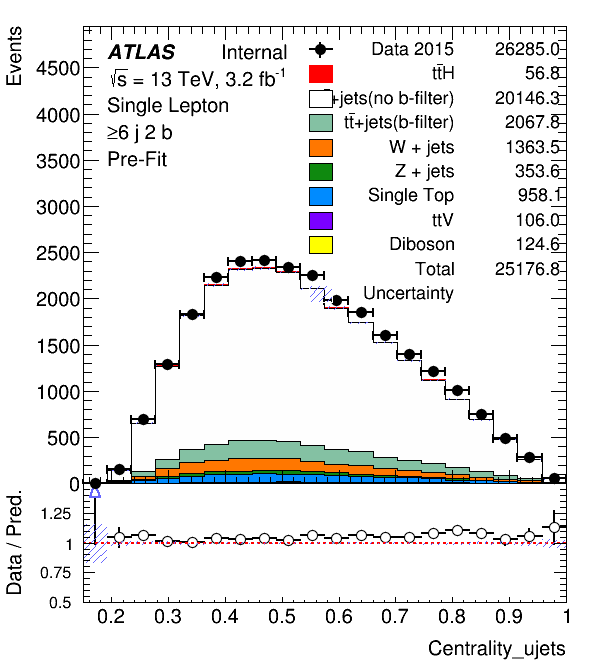 Events
ATLAS Internal
√s = 13 TeV, 3.2 fb⁻¹
Single Lepton
≥6 j 2 b
Pre-Fit
Data 2015 26285.0
tt̄H 56.8
+jets(no b-filter) 20146.3
tt̄+jets(b-filter) 2067.8
W + jets 1363.5
Z + jets 353.6
Single Top 958.1
ttV 106.0
Diboson 124.6
Total 25176.8
Uncertainty
4500
4000
3500
3000
2500
2000
1500
1000
500
0
Data / Pred.
1.25
1
0.75
0.5
0.2 0.3 0.4 0.5 0.6 0.7 0.8 0.9 1
Centrality_ujets